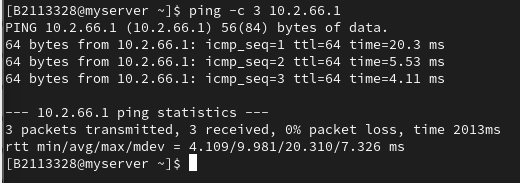 [B2113328@myserver ~]$ ping -c 3 10.2.66.1
PING 10.2.66.1 (10.2.66.1) 56(84) bytes of data.
64 bytes from 10.2.66.1: icmp_seq=1 ttl=64 time=20.3 ms
64 bytes from 10.2.66.1: icmp_seq=2 ttl=64 time=5.53 ms
64 bytes from 10.2.66.1: icmp_seq=3 ttl=64 time=4.11 ms

--- 10.2.66.1 ping statistics ---
3 packets transmitted, 3 received, 0% packet loss, time 2013ms
rtt min/avg/max/mdev = 4.109/9.981/20.310/7.326 ms
[B2113328@myserver ~]$